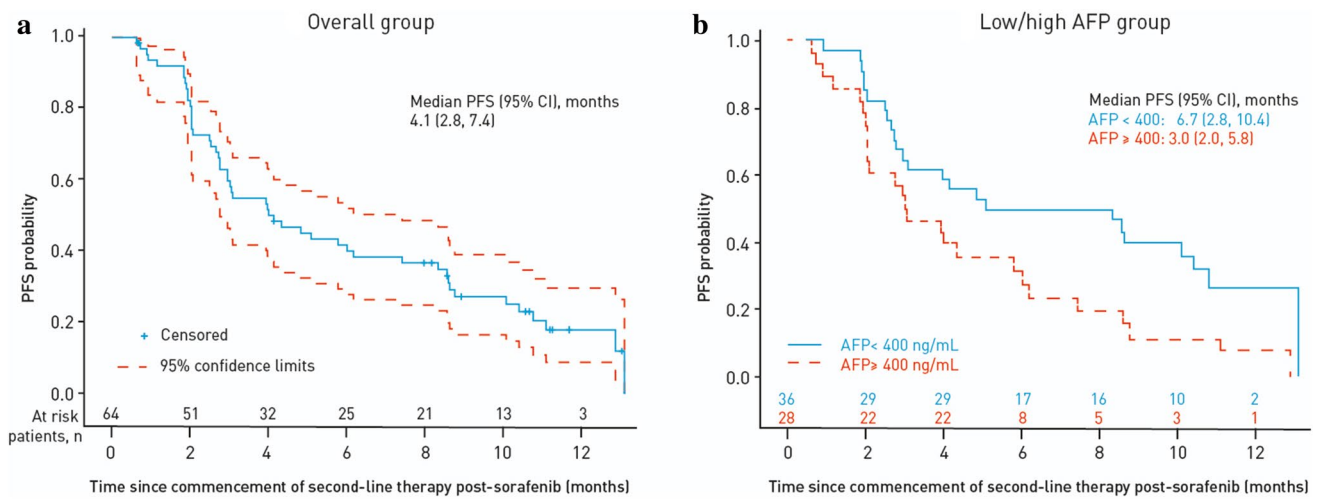 a
Overall group
1.0
0.8
0.6
0.4
0.2
0.0
PFS probability
Median PFS (95% CI), months
4.1 (2.8, 7.4)
Censored
95% confidence limits
At risk
patients, n
64 51 32 25 21 13 3
0 2 4 6 8 10 12
Time since commencement of second-line therapy post-sorafenib (months)
b
Low/high AFP group
1.0
0.8
0.6
0.4
0.2
0.0
PFS probability
Median PFS (95% CI), months
AFP < 400: 6.7 (2.8, 10.4)
AFP ≥ 400: 3.0 (2.0, 5.8)
AFP< 400 ng/mL
AFP≥ 400 ng/mL
36 29 29 17 16 10 2
28 22 22 8 5 3 1
0 2 4 6 8 10 12
Time since commencement of second-line therapy post-sorafenib (months)